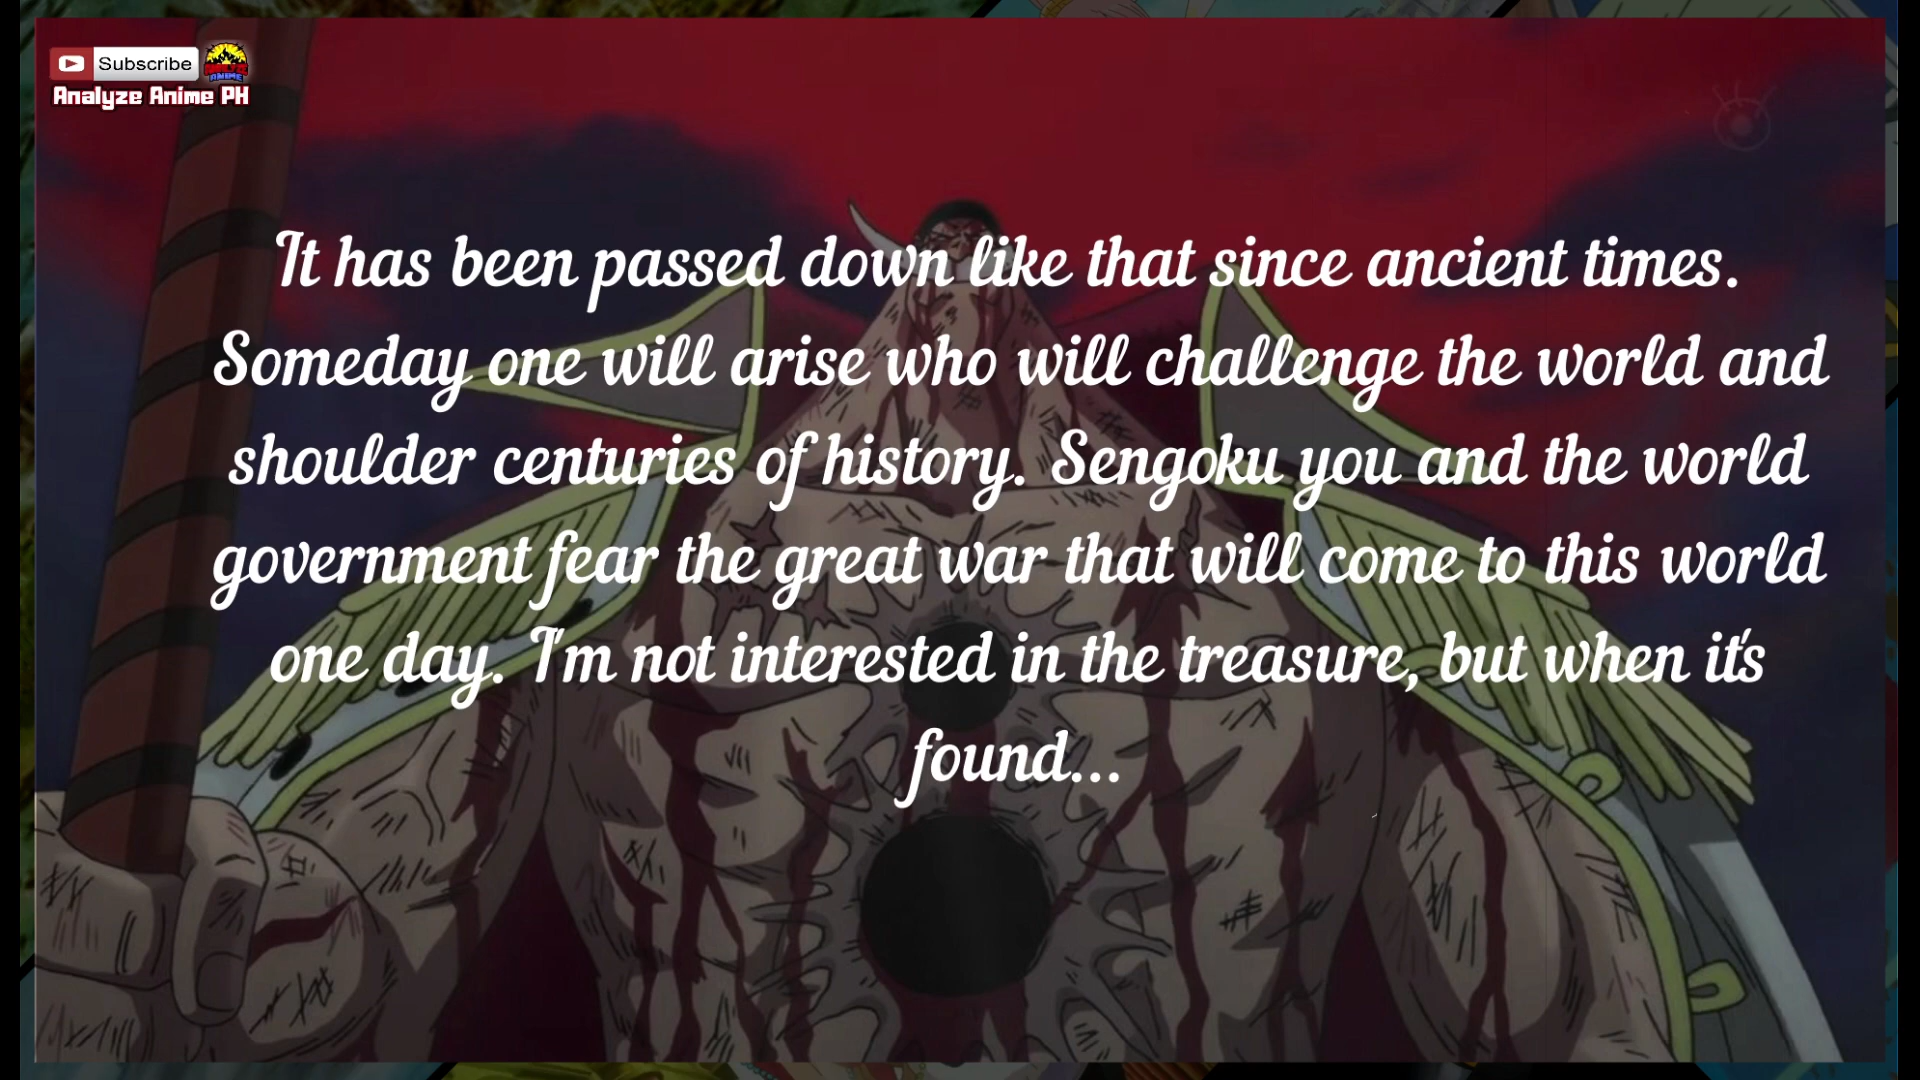 Subscribe
Analyze Anime PH
It has been passed down like that since ancient times.
Someday one will arise who will challenge the world and
shoulder centuries of history. Sengoku you and the world
government fear the great war that will come to this world
one day. I'm not interested in the treasure, but when it's
found...